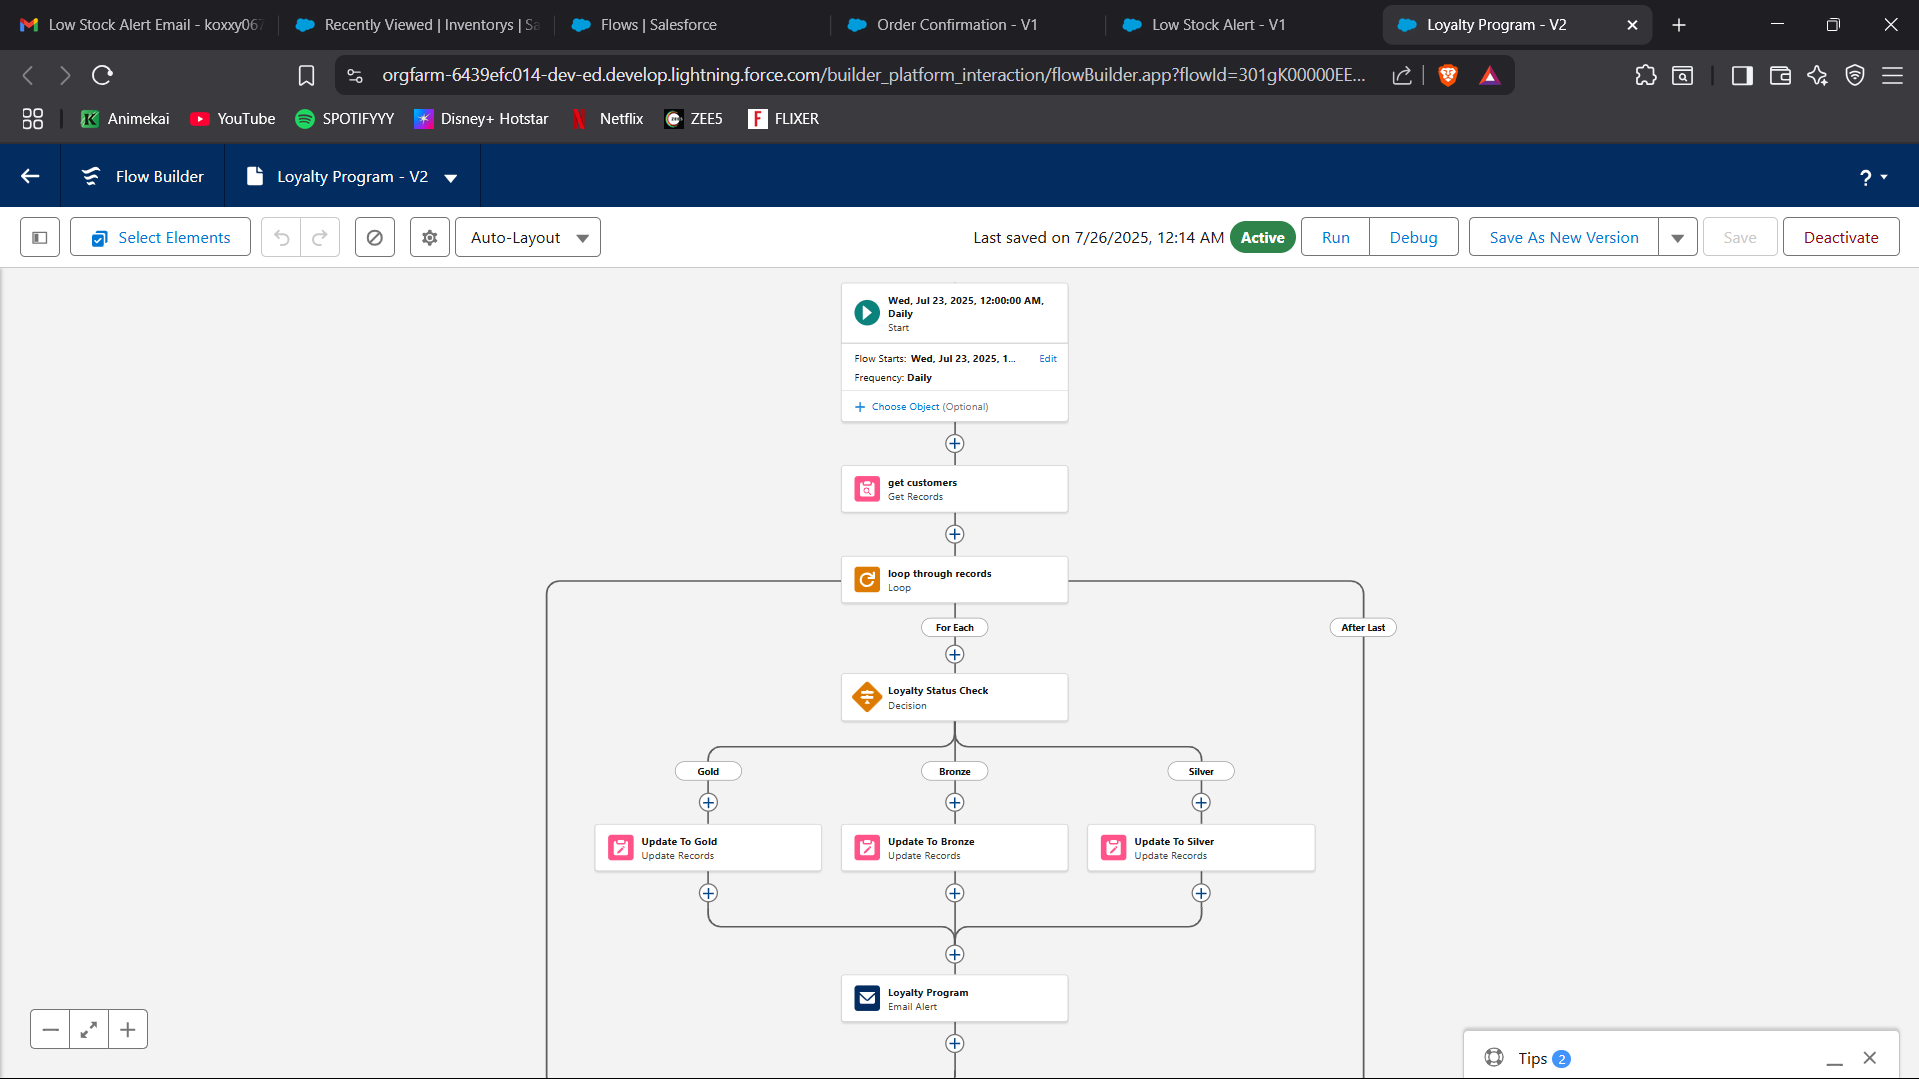 Low Stock Alert Email - koxxy067
Recently Viewed | Inventorys | Sa
Flows | Salesforce
Order Confirmation - V1
Low Stock Alert - V1
Loyalty Program - V2
orgfarm-6439efc014-dev-ed.develop.lightning.force.com/builder_platform_interaction/flowBuilder.app?flowId=301gK00000EE...
Animekai
YouTube
SPOTIFYYY
Disney+ Hotstar
Netflix
ZEE5
FLIXER
Flow Builder
Loyalty Program - V2
?
Select Elements
Auto-Layout
Last saved on 7/26/2025, 12:14 AM
Active
Run
Debug
Save As New Version
Save
Deactivate
Wed, Jul 23, 2025, 12:00:00 AM,
Daily
Start
Flow Starts: Wed, Jul 23, 2025, 1... Edit
Frequency: Daily
Choose Object (Optional)
get customers
Get Records
loop through records
Loop
For Each
After Last
Loyalty Status Check
Decision
Gold
Bronze
Silver
Update To Gold
Update Records
Update To Bronze
Update Records
Update To Silver
Update Records
Loyalty Program
Email Alert
Tips 2